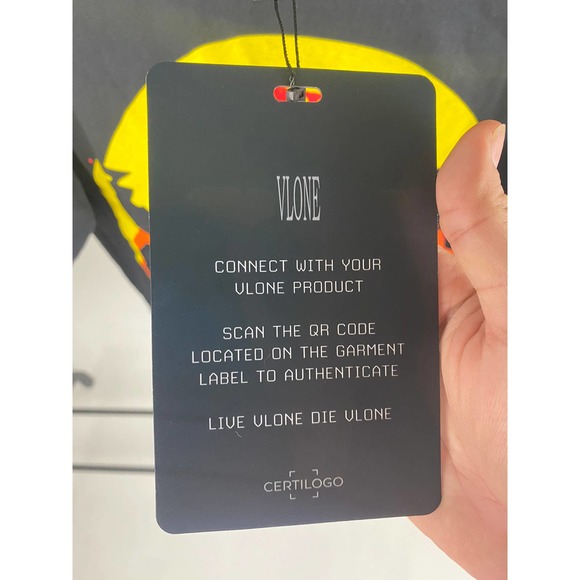 VLONE
CONNECT WITH YOUR
VLONE PRODUCT
SCAN THE QR CODE
LOCATED ON THE GARMENT
LABEL TO AUTHENTICATE
LIVE VLONE DIE VLONE
CERTILOGO